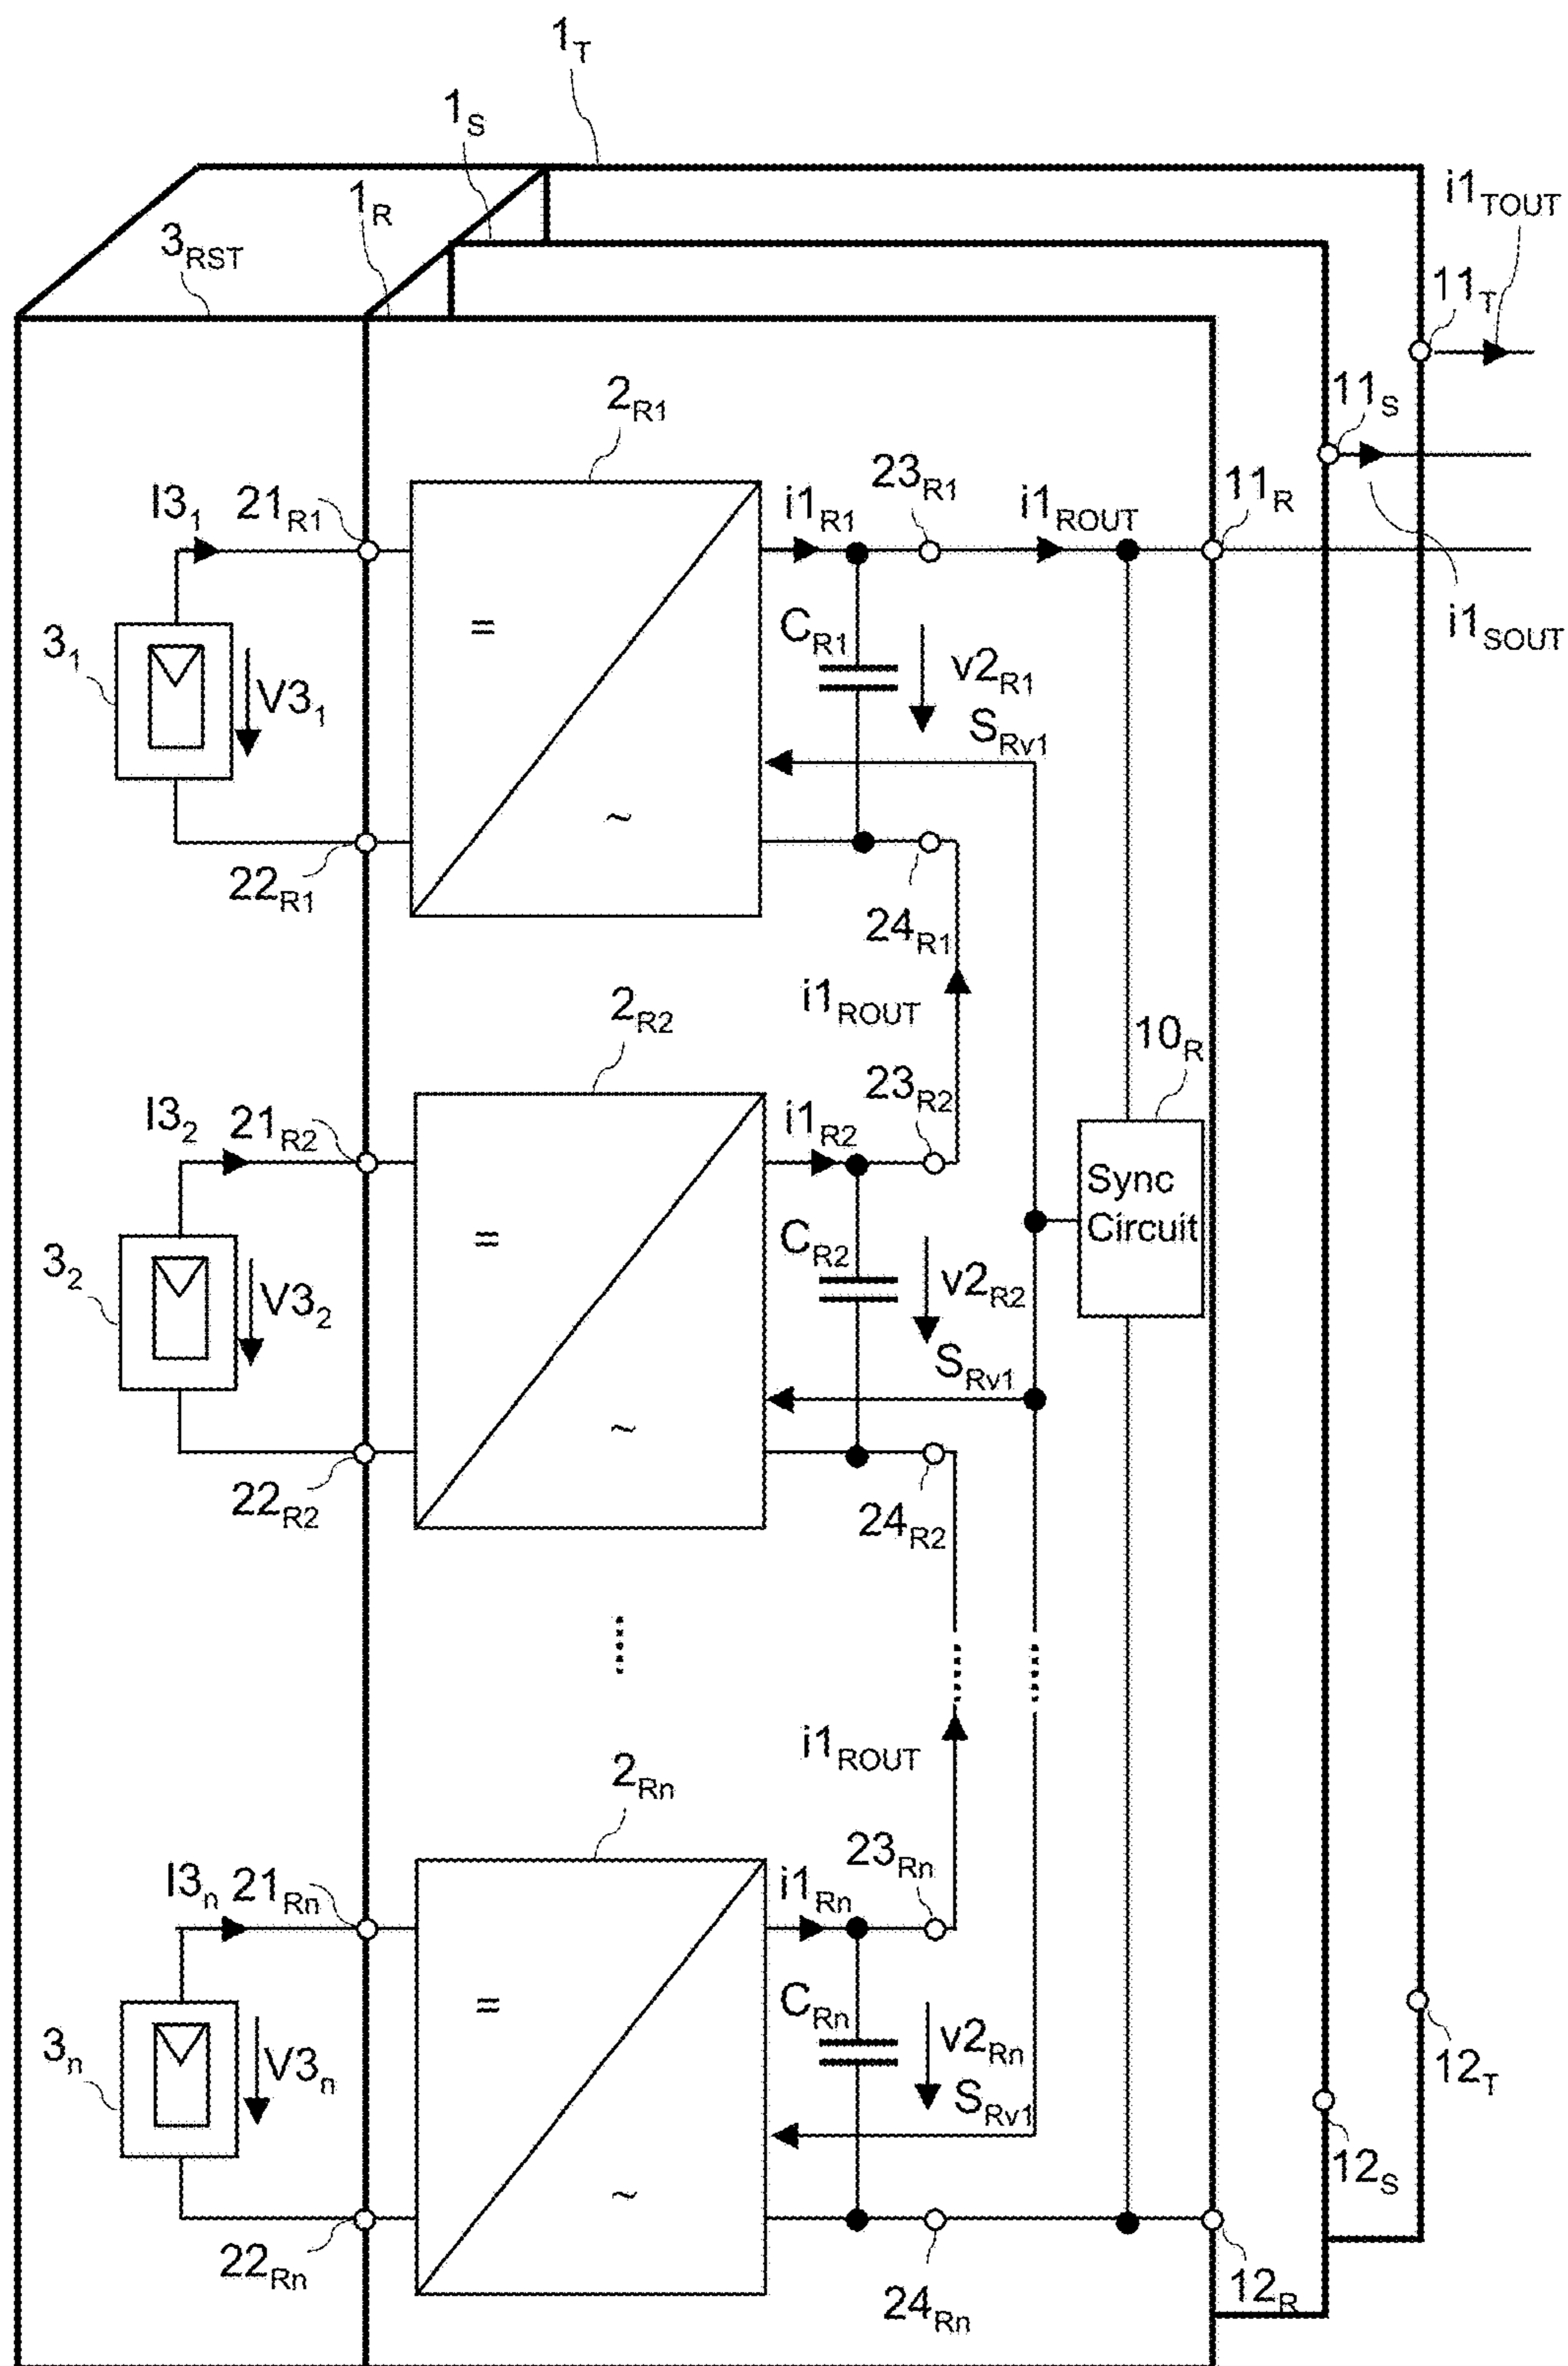 1T
1S
1R
3RST
i1TOUT
11T
11S
2R1
I31
21R1
i1R1
23R1
i1ROUT
11R
i1SOUT
=
CR1
31
V31
v2R1
SRv1
~
22R1
24R1
i1ROUT
2R2
10R
23R2
I32
21R2
i1R2
Sync
Circuit
=
CR2
32
V32
v2R2
SRv1
~
22R2
24R2
i1ROUT
2Rn
23Rn
I3n
21Rn
i1Rn
=
CRn
3n
V3n
v2Rn
SRv1
12T
12S
~
22Rn
24Rn
12R